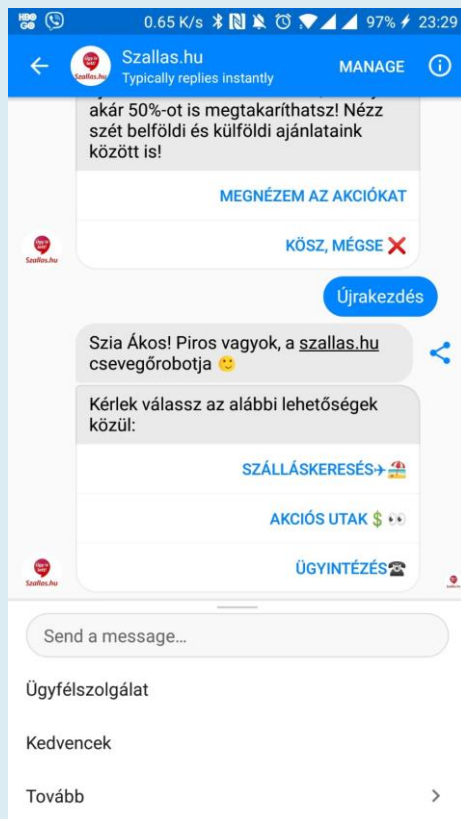 HBO GO 0.65 K/s 97% 23:29
Szallas.hu
Typically replies instantly
MANAGE
akár 50%-ot is megtakaríthatsz! Nézz
szét belföldi és külföldi ajánlataink
között is!
MEGNÉZEM AZ AKCIÓKAT
KÖSZ, MÉGSE ❌
Szallas.hu
Újrakezdés
Szia Ákos! Piros vagyok, a szallas.hu
csevegőrobotja 🙂
Kérlek válassz az alábbi lehetőségek
közül:
SZÁLLÁSKERESÉS✈🏖
AKCIÓS UTAK 💲 👀
ÜGYINTÉZÉS☎
Szallas.hu
Send a message...
Ügyfélszolgálat
Kedvencek
Tovább